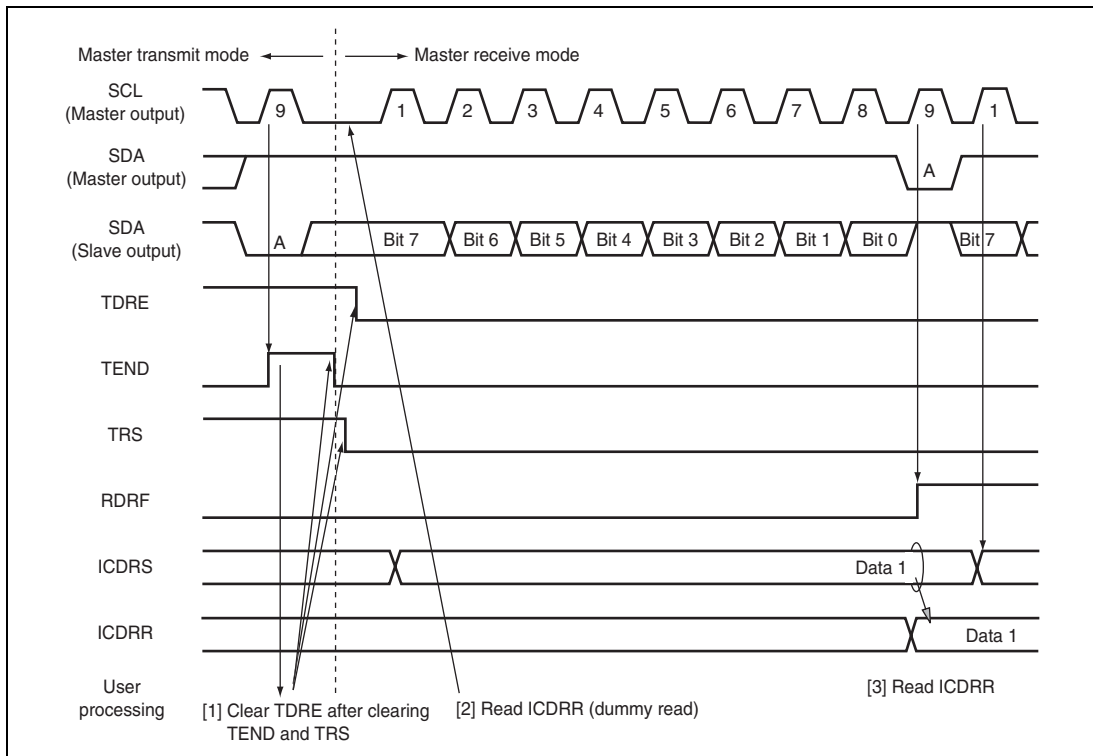 Master transmit mode
Master receive mode
SCL
(Master output)
9
1
2
3
4
5
6
7
8
9
1
SDA
(Master output)
A
SDA
(Slave output)
A
Bit 7
Bit 6
Bit 5
Bit 4
Bit 3
Bit 2
Bit 1
Bit 0
Bit 7
TDRE
TEND
TRS
RDRF
ICDRS
Data 1
ICDRR
Data 1
User
processing
[1] Clear TDRE after clearing
TEND and TRS
[2] Read ICDRR (dummy read)
[3] Read ICDRR